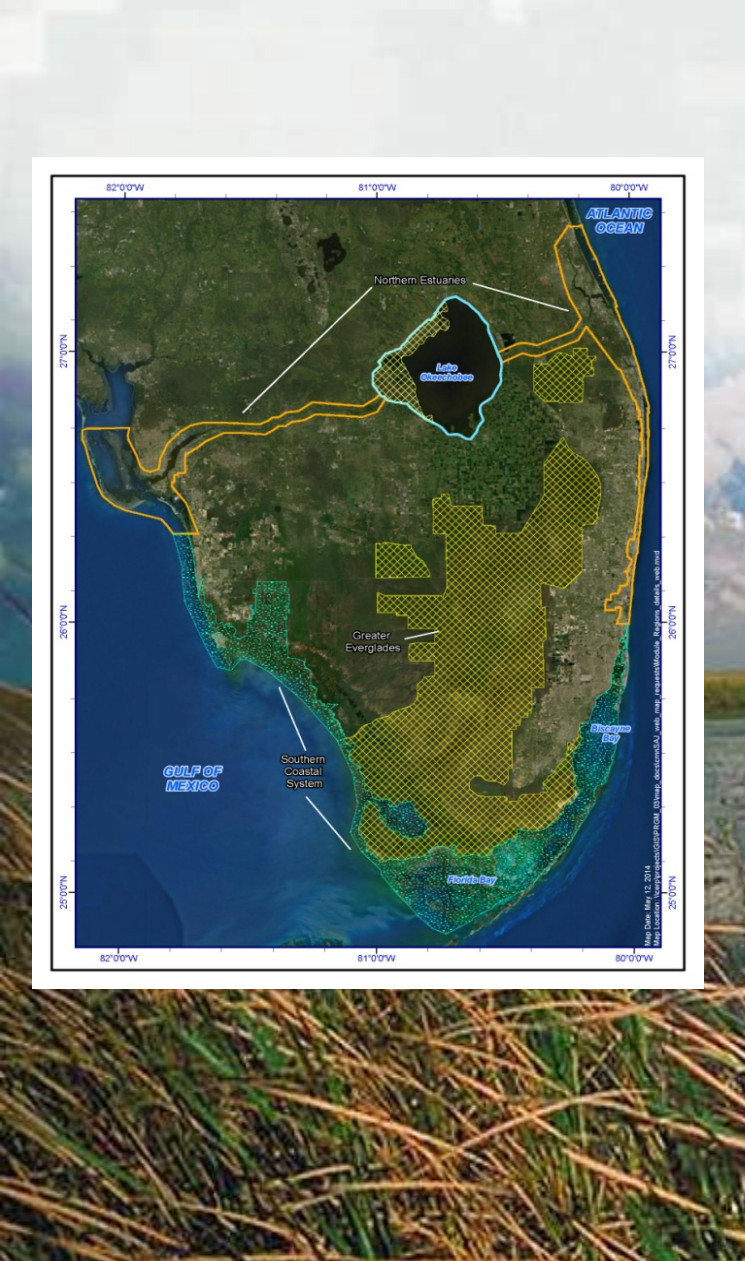 82°0'0"W
81°0'0"W
80°0'0"W
ATLANTIC
OCEAN
Northern Estuaries
27°0'0"N
27°0'0"N
Lake
Okeechobee
26°0'0"N
26°0'0"N
Greater
Everglades
Biscayne
Bay
Southern
Coastal
System
GULF OF
MEXICO
Florida Bay
25°0'0"N
25°0'0"N
Map Date: May 12, 2014
82°0'0"W
81°0'0"W
80°0'0"W